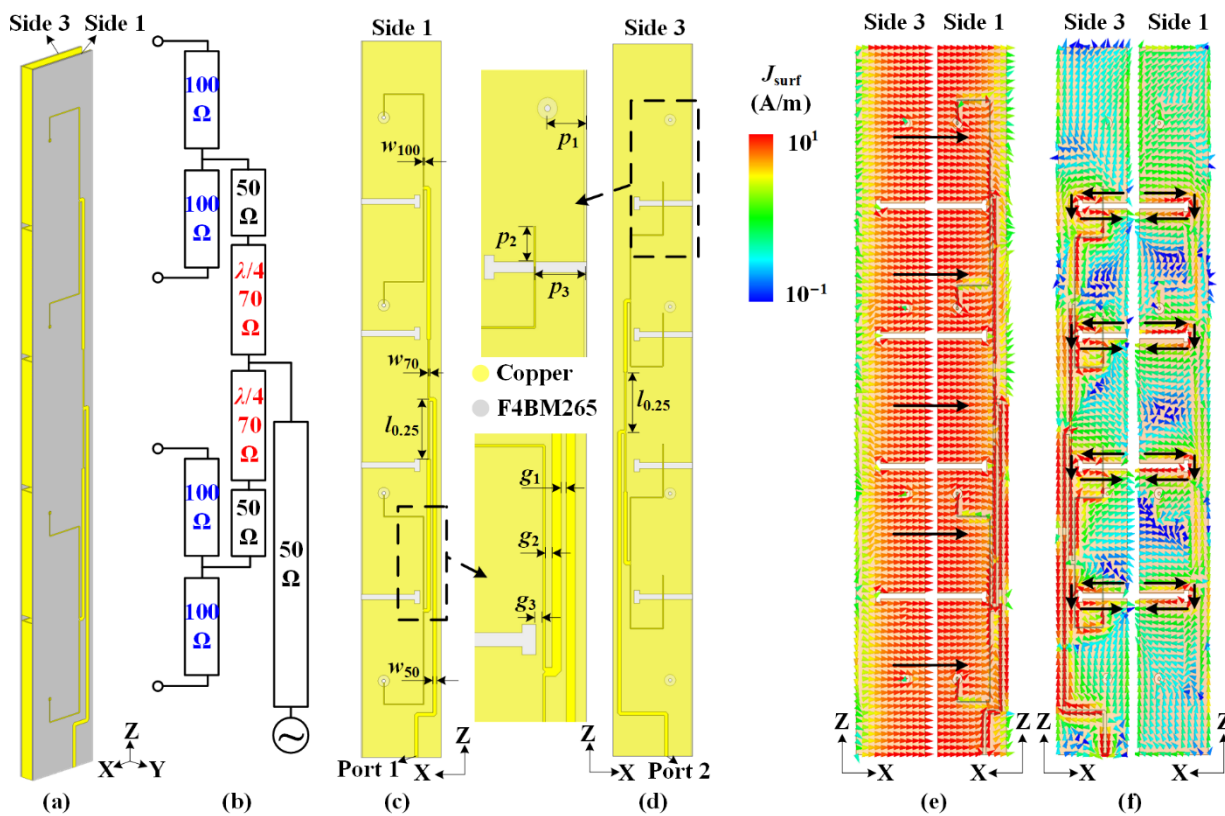 Side 3 Side 1
X Y Z
(a)
100
Ω
100
Ω
50
Ω
λ/4
70
Ω
λ/4
70
Ω
50
Ω
100
Ω
100
Ω
50
Ω
(b)
Side 1
w100
w70
l0.25
w50
Port 1
X
Z
(c)
p1
p2
p3
Copper
F4BM265
g1
g2
g3
Side 3
l0.25
Port 2
Z
X
(d)
Jsurf
(A/m)
10¹
10⁻¹
Side 3 Side 1
Z
X
Z
X
(e)
Side 3 Side 1
Z
X
Z
X
(f)